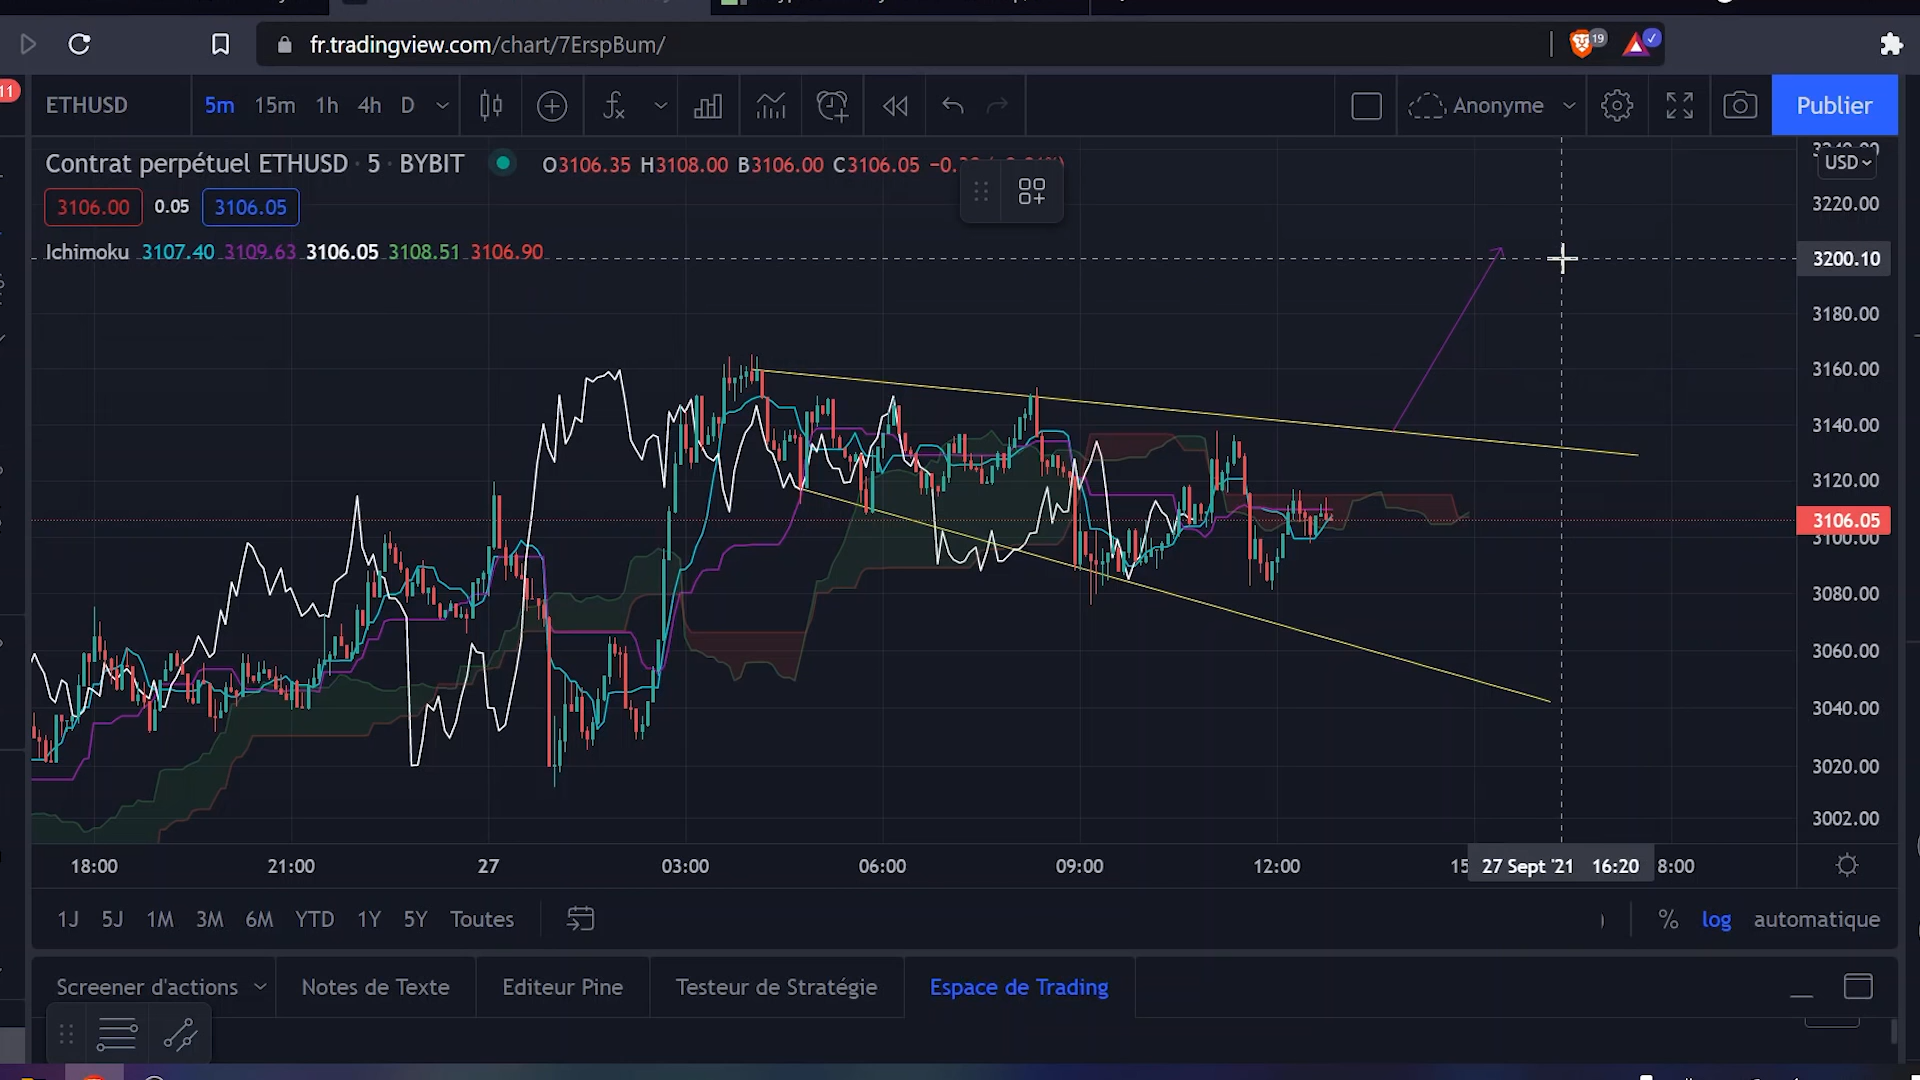 19
fr.tradingview.com/chart/7ErspBum/
11
ETHUSD
5m 15m 1h 4h D
Anonyme
Publier
Contrat perpétuel ETHUSD · 5 · BYBIT
O3106.35 H3108.00 B3106.00 C3106.05
USD
3106.00 0.05 3106.05
Ichimoku 3107.40 3109.63 3106.05 3108.51 3106.90
3220.00
3200.10
3180.00
3160.00
3140.00
3120.00
3106.05
3100.00
3080.00
3060.00
3040.00
3020.00
3002.00
18:00 21:00 27 03:00 06:00 09:00 12:00 15 27 Sept '21 16:20 8:00
1J 5J 1M 3M 6M YTD 1Y 5Y Toutes
% log automatique
Screener d'actions Notes de Texte Editeur Pine Testeur de Stratégie Espace de Trading